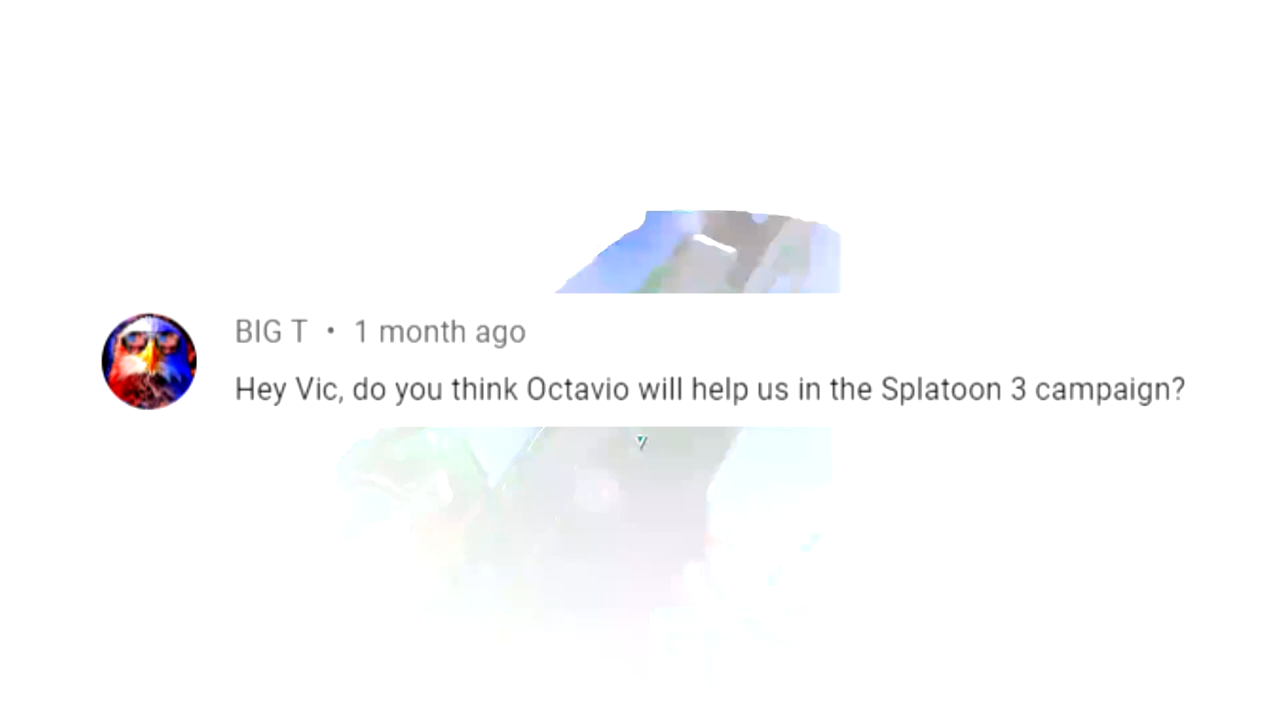 BIG T • 1 month ago
Hey Vic, do you think Octavio will help us in the Splatoon 3 campaign?